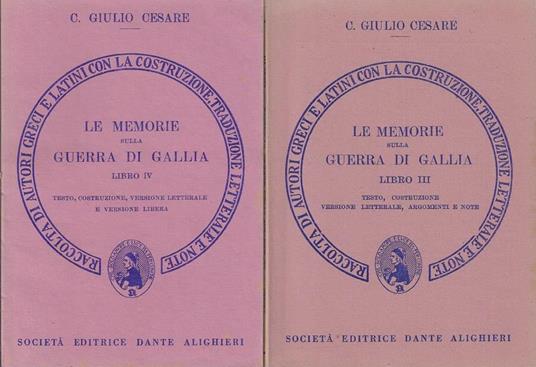 C. GIULIO CESARE
RACCOLTA DI AUTORI GRECI E LATINI CON LA COSTRUZIONE, TRADUZIONE LETTERALE E NOTE
LE MEMORIE
SULLA
GUERRA DI GALLIA
LIBRO IV
TESTO, COSTRUZIONE, VERSIONE LETTERALE
E VERSIONE LIBERA
SOCIETÀ EDITRICE DANTE ALIGHIERI
C. GIULIO CESARE
RACCOLTA DI AUTORI GRECI E LATINI CON LA COSTRUZIONE, TRADUZIONE LETTERALE E NOTE
LE MEMORIE
SULLA
GUERRA DI GALLIA
LIBRO III
TESTO, COSTRUZIONE
VERSIONE LETTERALE, ARGOMENTI E NOTE
SOCIETÀ EDITRICE DANTE ALIGHIERI